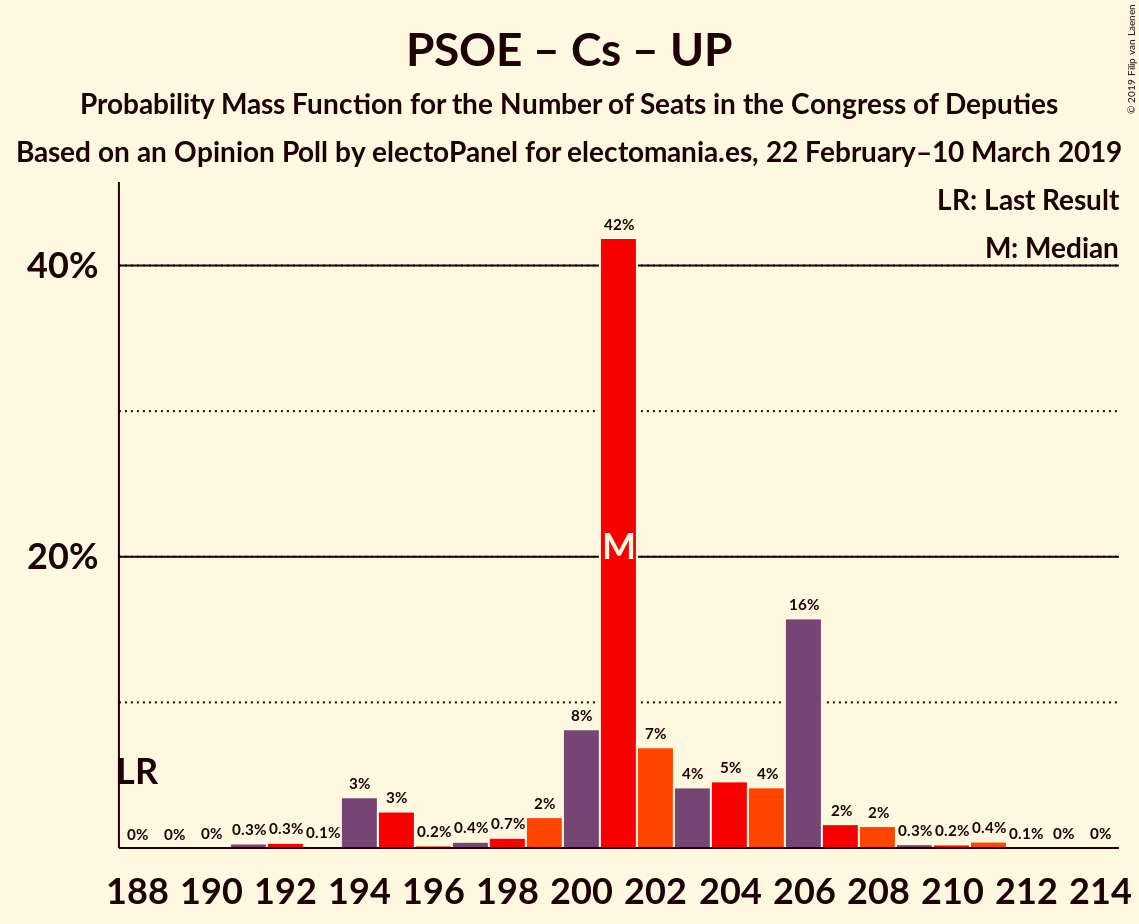 PSOE – Cs – UP
Probability Mass Function for the Number of Seats in the Congress of Deputies
Based on an Opinion Poll by electoPanel for electomania.es, 22 February–10 March 2019
© 2019 Filip van Laenen
LR: Last Result
M: Median
40%
20%
LR
M
0% 0% 0% 0.3% 0.3% 0.1% 3% 3% 0.2% 0.4% 0.7% 2% 8% 42% 7% 4% 5% 4% 16% 2% 2% 0.3% 0.2% 0.4% 0.1% 0% 0%
188 190 192 194 196 198 200 202 204 206 208 210 212 214